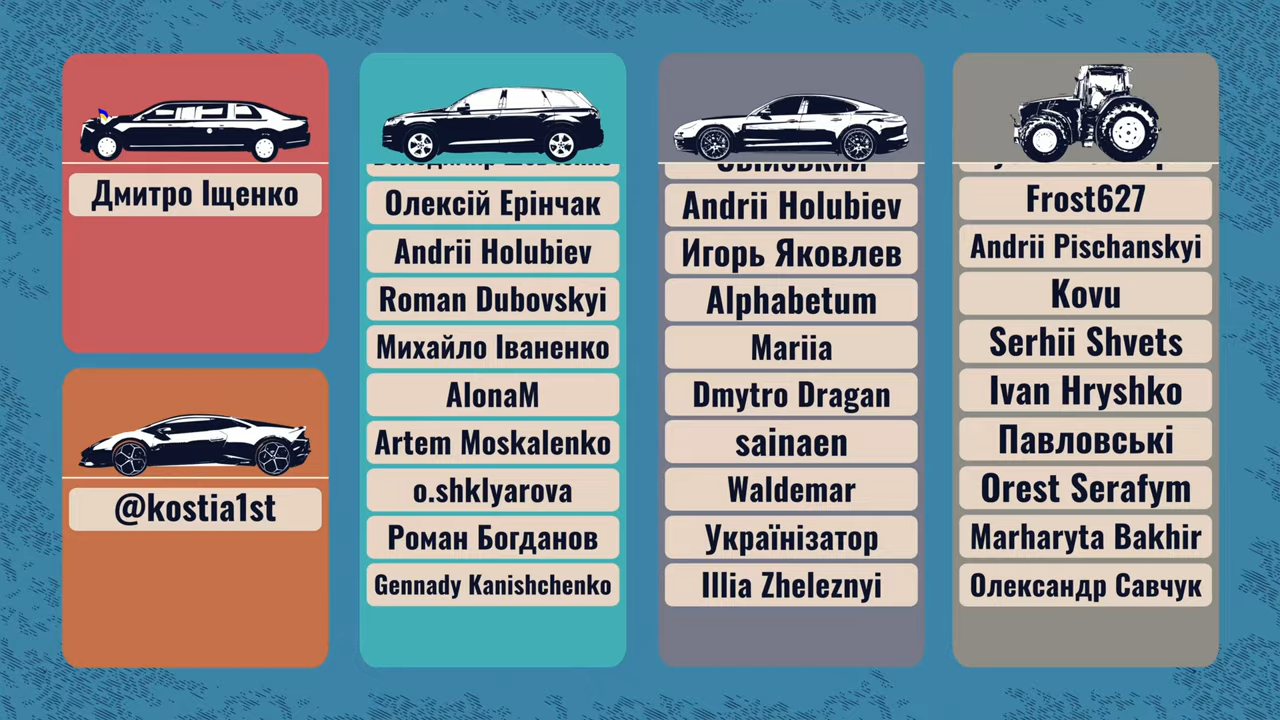 Дмитро Іщенко
@kostia1st
Олексій Ерінчак
Andrii Holubiev
Roman Dubovskyi
Михайло Іваненко
AlonaM
Artem Moskalenko
o.shklyarova
Роман Богданов
Gennady Kanishchenko
Andrii Holubiev
Игорь Яковлев
Alphabetum
Mariia
Dmytro Dragan
sainaen
Waldemar
Українізатор
Illia Zheleznyi
Frost627
Andrii Pischanskyi
Kovu
Serhii Shvets
Ivan Hryshko
Павловські
Orest Serafym
Marharyta Bakhir
Олександр Савчук